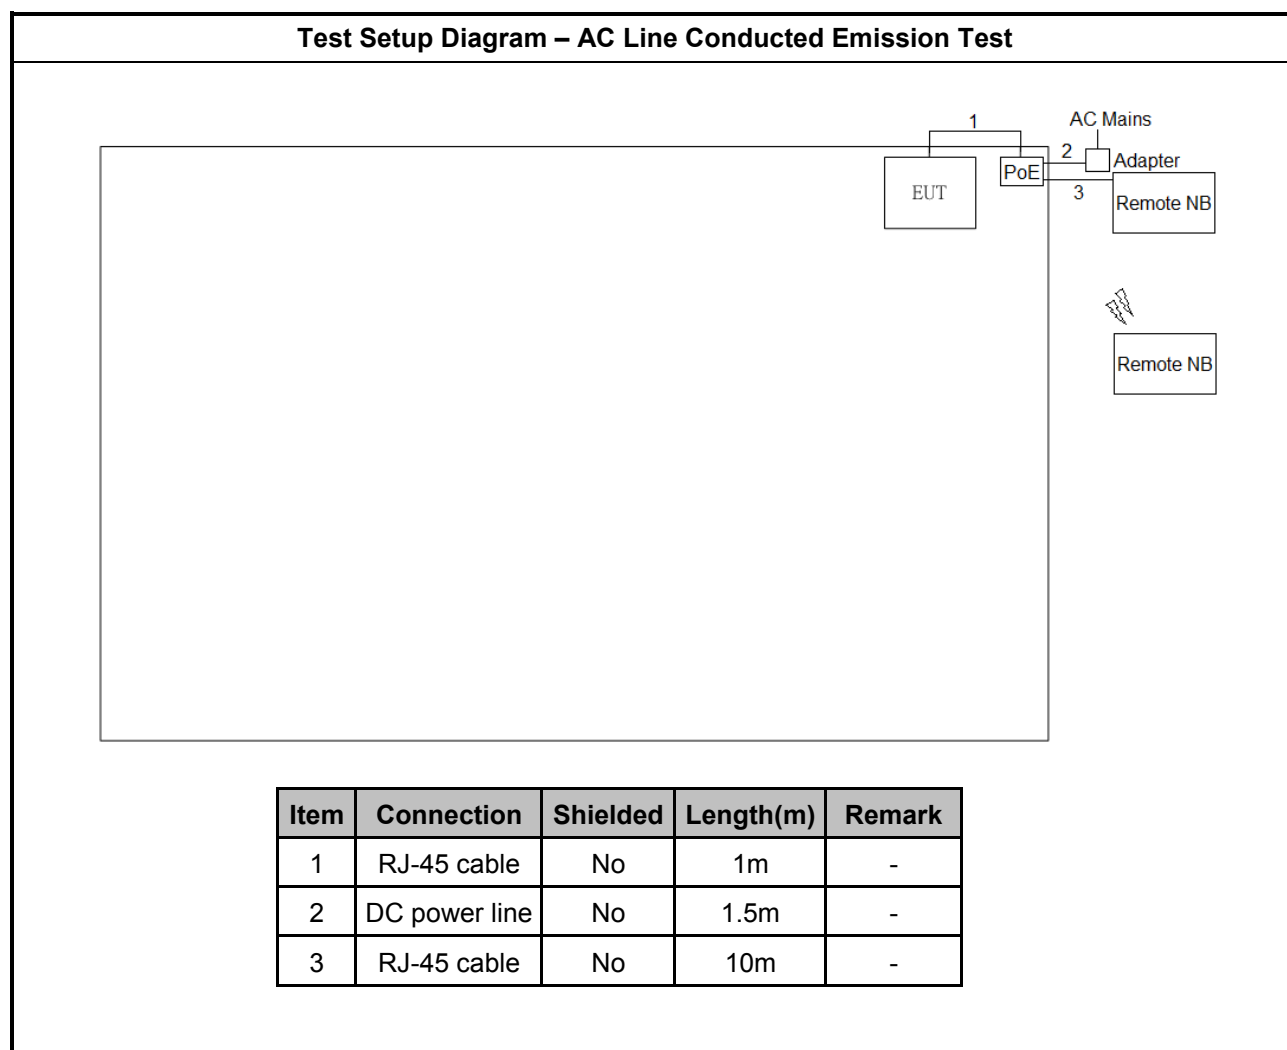 Test Setup Diagram – AC Line Conducted Emission Test
1
AC Mains
2
Adapter
PoE
EUT
3
Remote NB
Remote NB
Item Connection Shielded Length(m) Remark
1 RJ-45 cable No 1m -
2 DC power line No 1.5m -
3 RJ-45 cable No 10m -